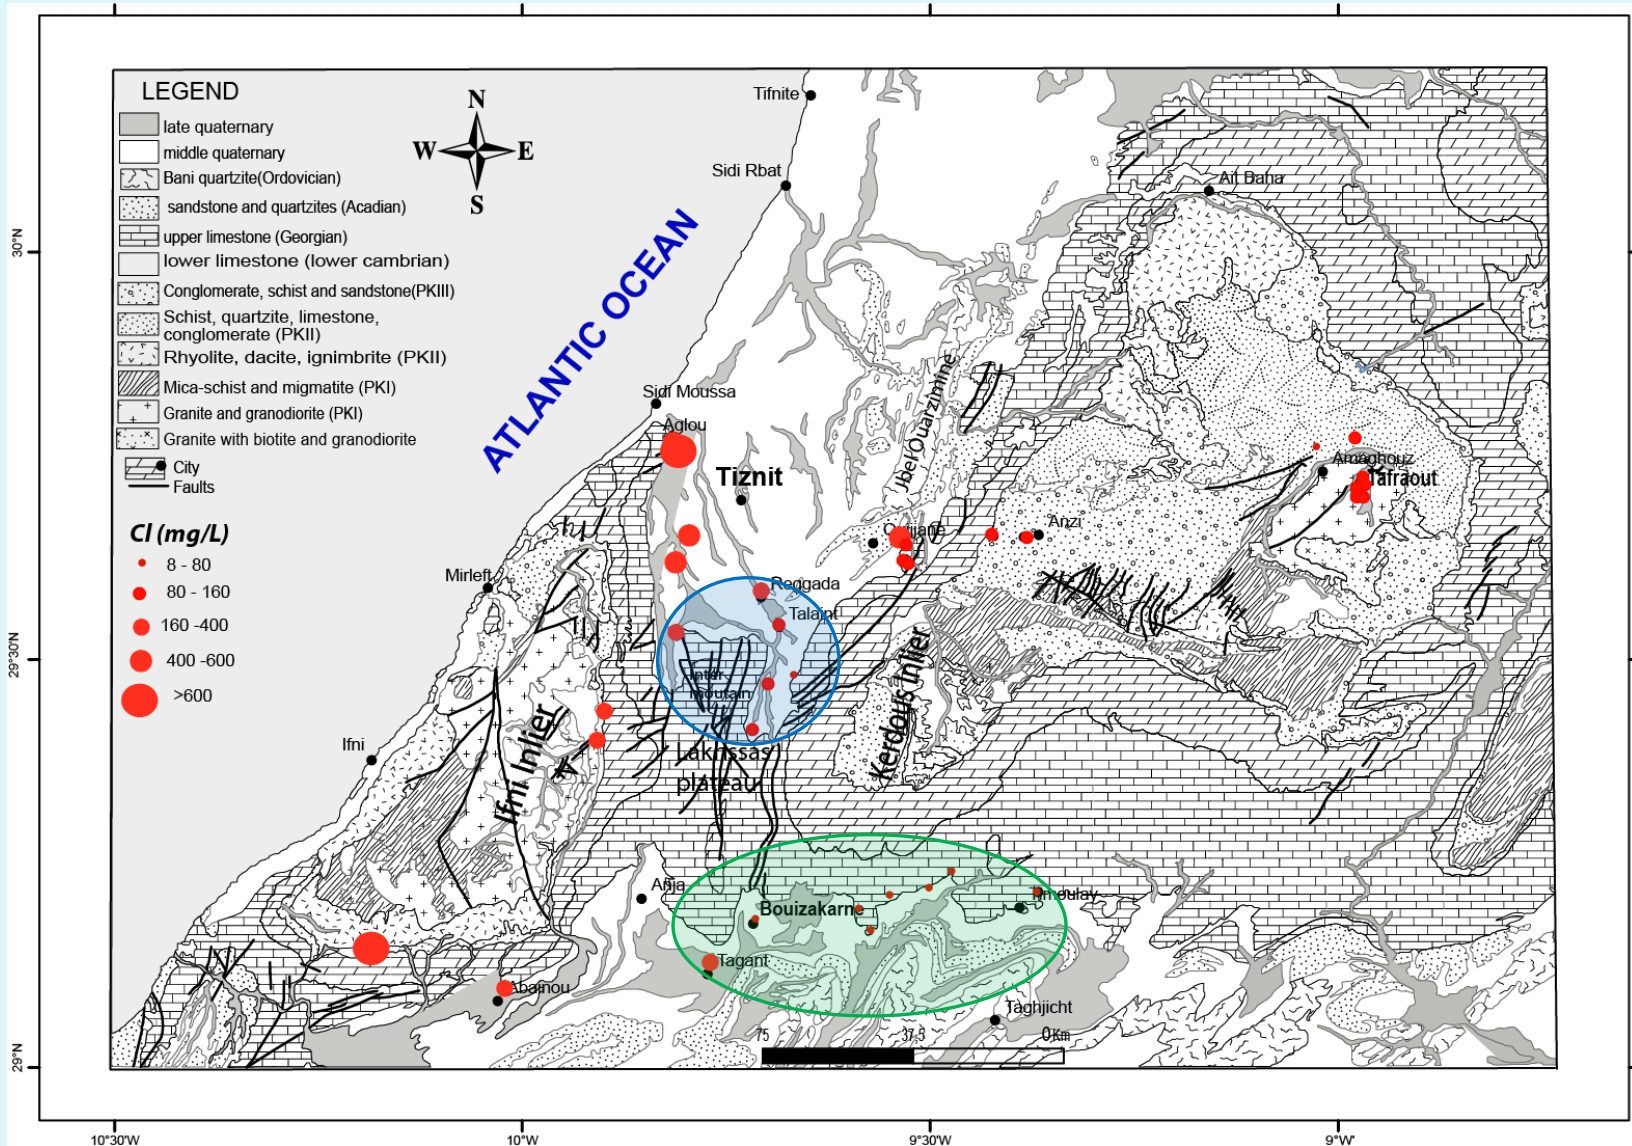 LEGEND
late quaternary
middle quaternary
Bani quartzite(Ordovician)
sandstone and quartzites (Acadian)
upper limestone (Georgian)
lower limestone (lower cambrian)
Conglomerate, schist and sandstone(PKIII)
Schist, quartzite, limestone,
conglomerate (PKII)
Rhyolite, dacite, ignimbrite (PKII)
Mica-schist and migmatite (PKI)
Granite and granodiorite (PKI)
Granite with biotite and granodiorite
City
Faults
Cl (mg/L)
8 - 80
80 - 160
160 -400
400 -600
>600
N
W
E
S
ATLANTIC OCEAN
Tifnite
Sidi Rbat
Ait Baha
Sidi Moussa
Aglou
Tiznit
Jbel Ouarzimine
Amaghouz
Tafraout
Anzi
Mirleft
Reggada
Talaint
Inter
moutain
Lakhssas
plateau
Kerdous Inlier
Ifni
Ifni Inlier
Anja
Bouizakarne
Timoulay
Tagant
Abainou
Taghjicht
75
37.5
0Km
30°N
29°30'N
29°N
10°30'W
10°W
9°30'W
9°W